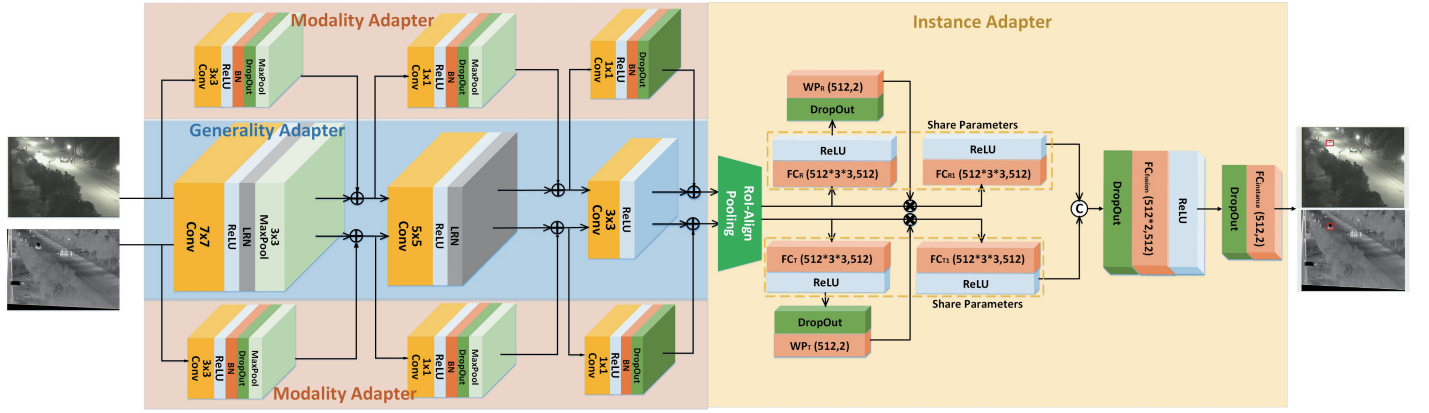 Modality Adapter
Instance Adapter
3x3 Conv
ReLU
BN
DropOut
MaxPool
1x1 Conv
ReLU
BN
DropOut
MaxPool
1x1 Conv
ReLU
BN
DropOut
Generality Adapter
7x7 Conv
ReLU
LRN
3x3 MaxPool
5x5 Conv
ReLU
LRN
3x3 Conv
ReLU
RoI-Align Pooling
WPR (512,2)
DropOut
Share Parameters
ReLU
FCR (512*3*3,512)
ReLU
FCR1 (512*3*3,512)
FCT (512*3*3,512)
ReLU
FCT1 (512*3*3,512)
ReLU
Share Parameters
DropOut
WPT (512,2)
C
DropOut
FCfusion (512*2,512)
ReLU
DropOut
FCinstance (512,2)
3x3 Conv
ReLU
BN
DropOut
MaxPool
1x1 Conv
ReLU
BN
DropOut
MaxPool
1x1 Conv
ReLU
BN
DropOut
Modality Adapter